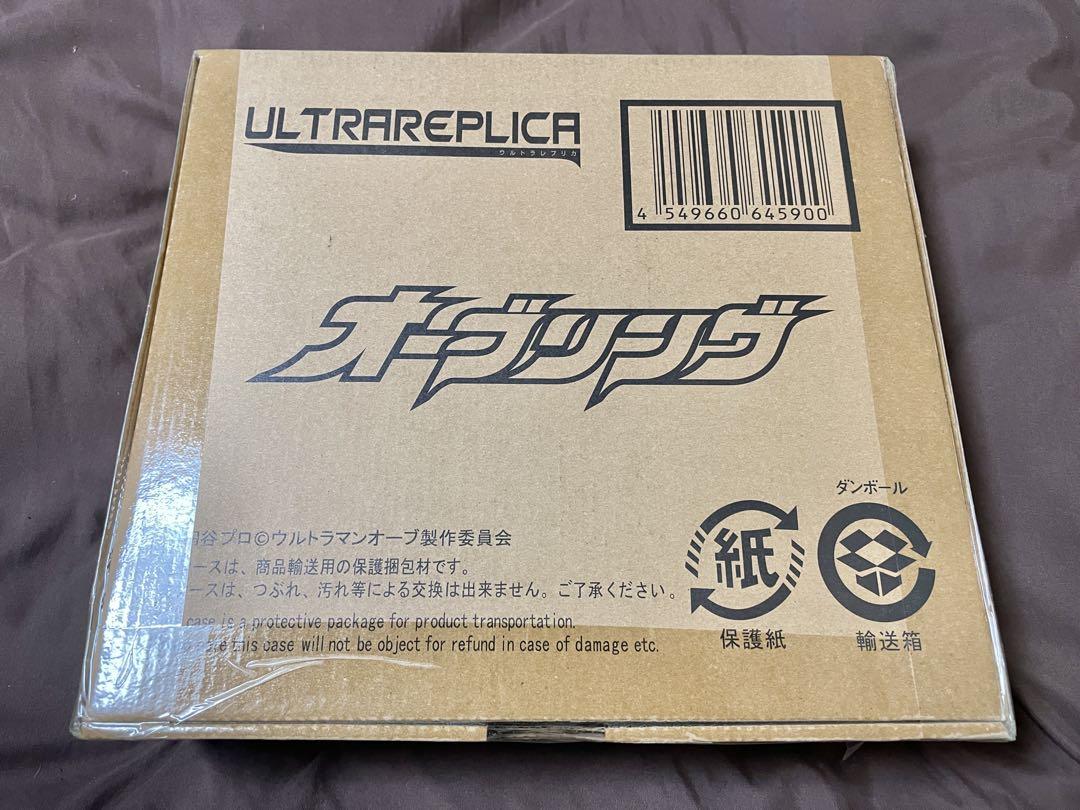 ULTRAREPLICA
ウルトラレプリカ
4 549660 645900
オーブリング
谷プロ©ウルトラマンオーブ製作委員会
ースは、商品輸送用の保護梱包材です。
ースは、つぶれ、汚れ等による交換は出来ません。ご了承ください。
case is a protective package for product transportation.
this case will not be object for refund in case of damage etc.
紙
保護紙
ダンボール
輸送箱